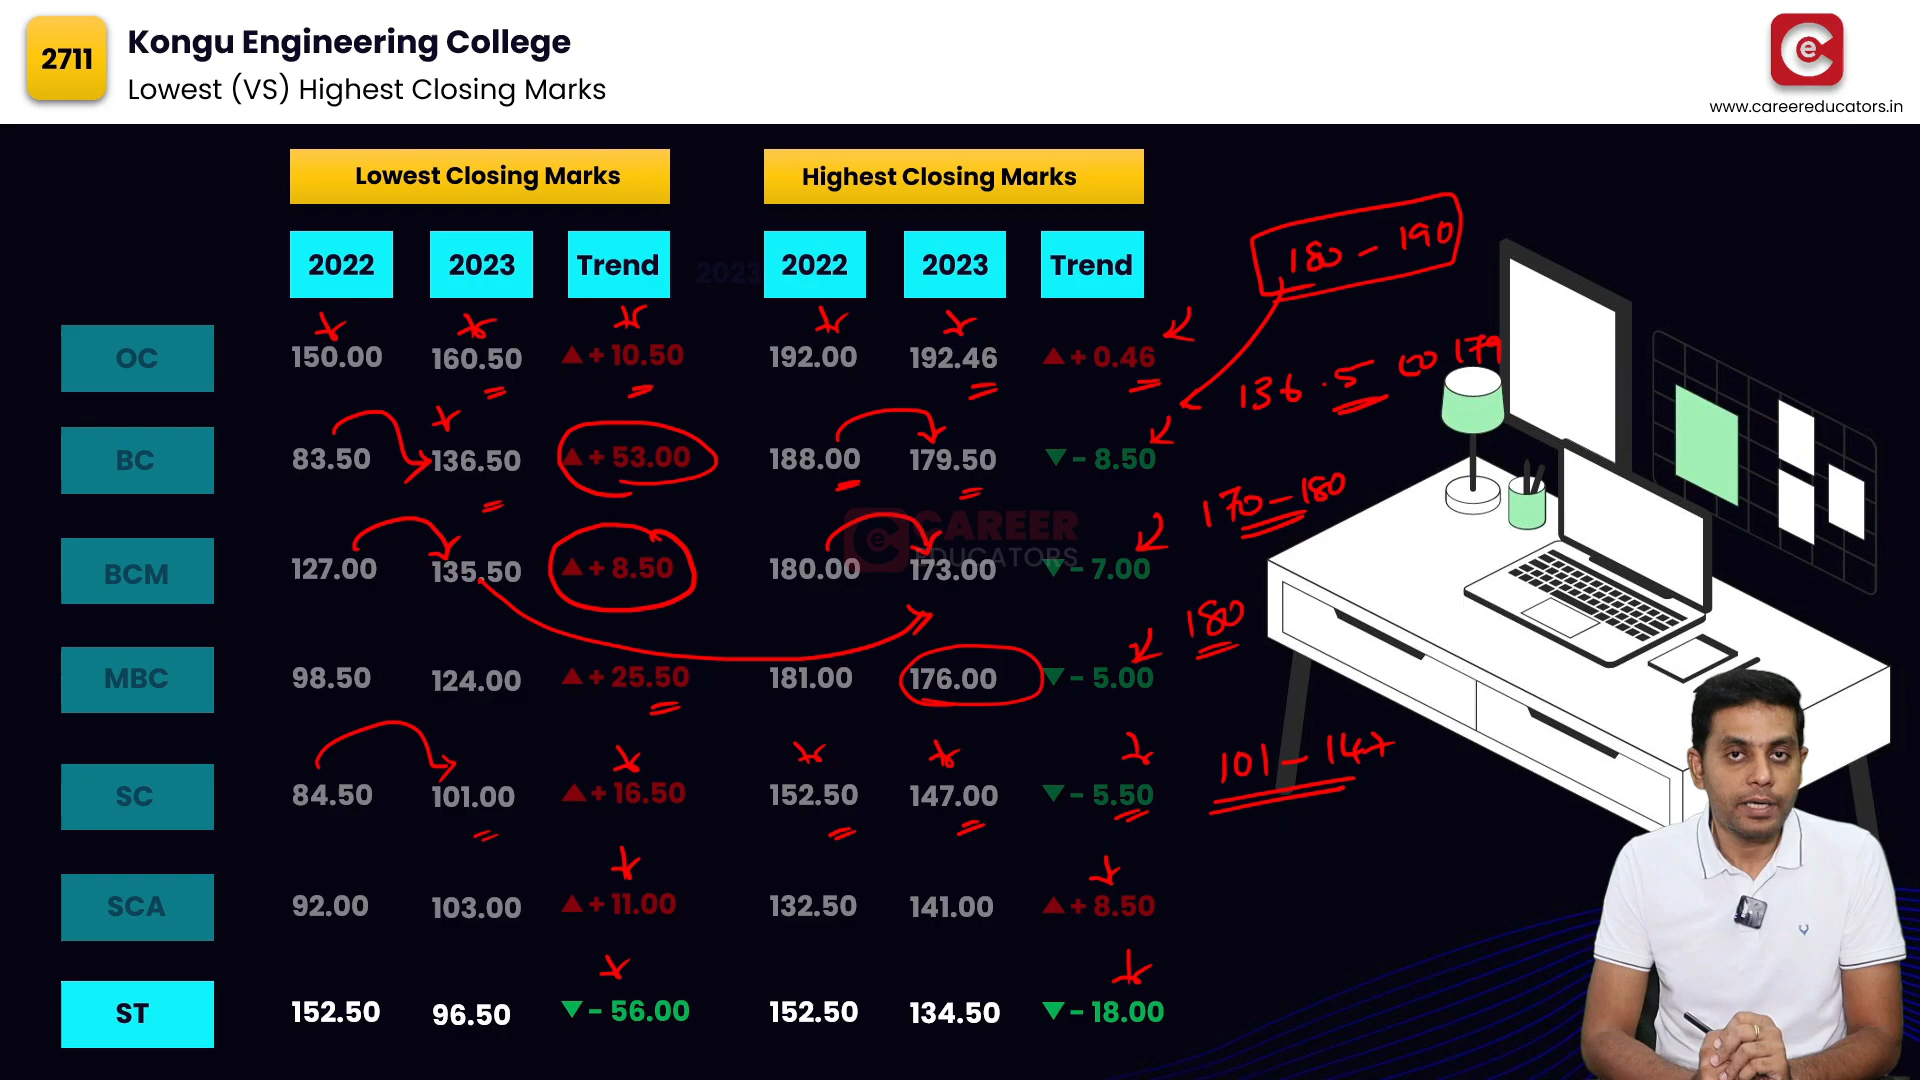 2711
Kongu Engineering College
Lowest (VS) Highest Closing Marks
e
www.careereducators.in
Lowest Closing Marks Highest Closing Marks
2022 2023 Trend 2023 2022 2023 Trend
180 - 190
OC 150.00 160.50 ▲ + 10.50 192.00 192.46 ▲ + 0.46
136.5 to 179
BC 83.50 136.50 ▲ + 53.00 188.00 179.50 ▼ - 8.50
170 - 180
e CAREER
EDUCATORS
BCM 127.00 135.50 ▲ + 8.50 180.00 173.00 ▼ - 7.00
180
MBC 98.50 124.00 ▲ + 25.50 181.00 176.00 ▼ - 5.00
101 - 147
SC 84.50 101.00 ▲ + 16.50 152.50 147.00 ▼ - 5.50
SCA 92.00 103.00 ▲ + 11.00 132.50 141.00 ▲ + 8.50
ST 152.50 96.50 ▼ - 56.00 152.50 134.50 ▼ - 18.00